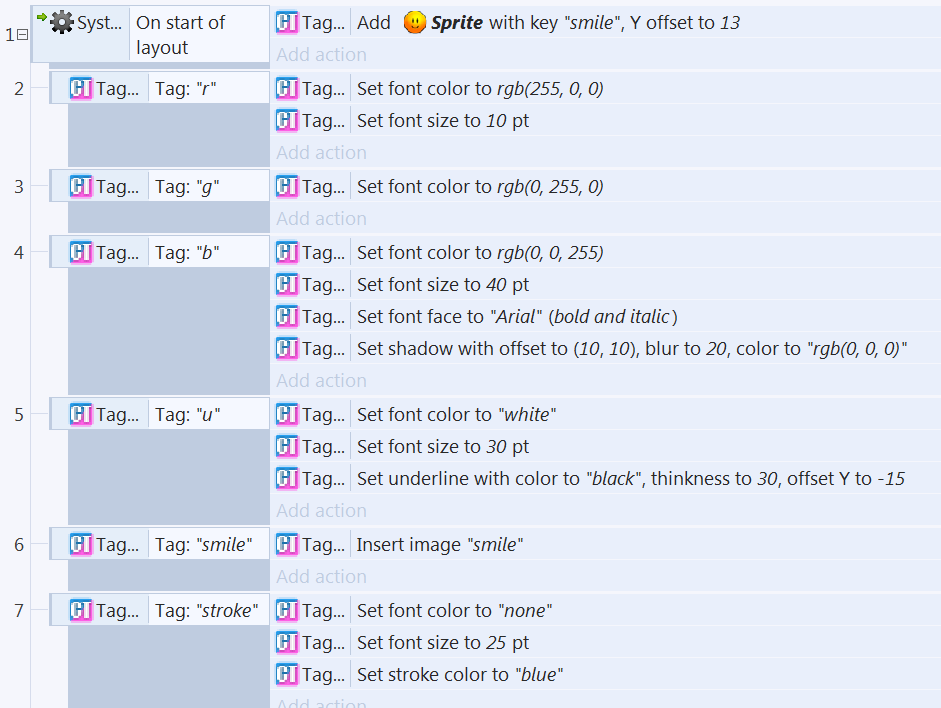 1 Syst... On start of layout Tag... Add Sprite with key "smile", Y offset to 13
Add action
2 Tag... Tag: "r" Tag... Set font color to rgb(255, 0, 0)
Tag... Set font size to 10 pt
Add action
3 Tag... Tag: "g" Tag... Set font color to rgb(0, 255, 0)
Add action
4 Tag... Tag: "b" Tag... Set font color to rgb(0, 0, 255)
Tag... Set font size to 40 pt
Tag... Set font face to "Arial" (bold and italic)
Tag... Set shadow with offset to (10, 10), blur to 20, color to "rgb(0, 0, 0)"
Add action
5 Tag... Tag: "u" Tag... Set font color to "white"
Tag... Set font size to 30 pt
Tag... Set underline with color to "black", thinkness to 30, offset Y to -15
Add action
6 Tag... Tag: "smile" Tag... Insert image "smile"
Add action
7 Tag... Tag: "stroke" Tag... Set font color to "none"
Tag... Set font size to 25 pt
Tag... Set stroke color to "blue"
Add action